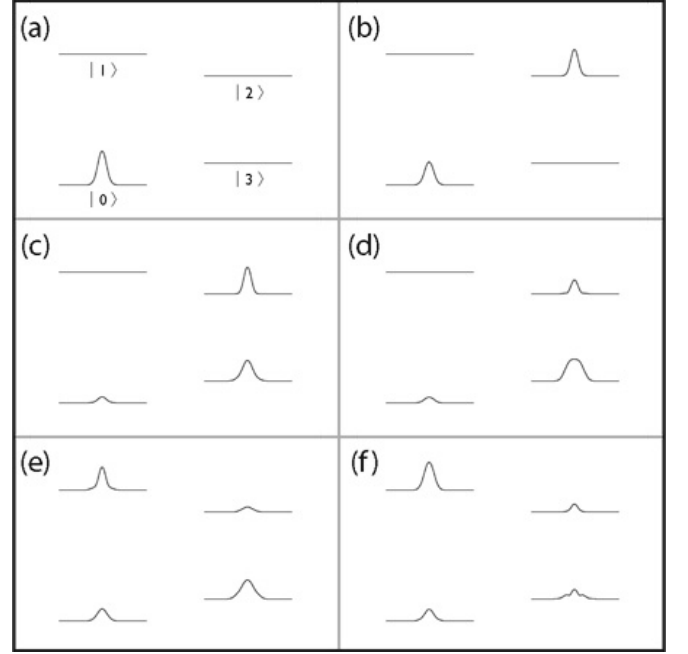 (a)
(b)
| 1 ⟩
| 2 ⟩
| 3 ⟩
| 0 ⟩
(c)
(d)
(e)
(f)